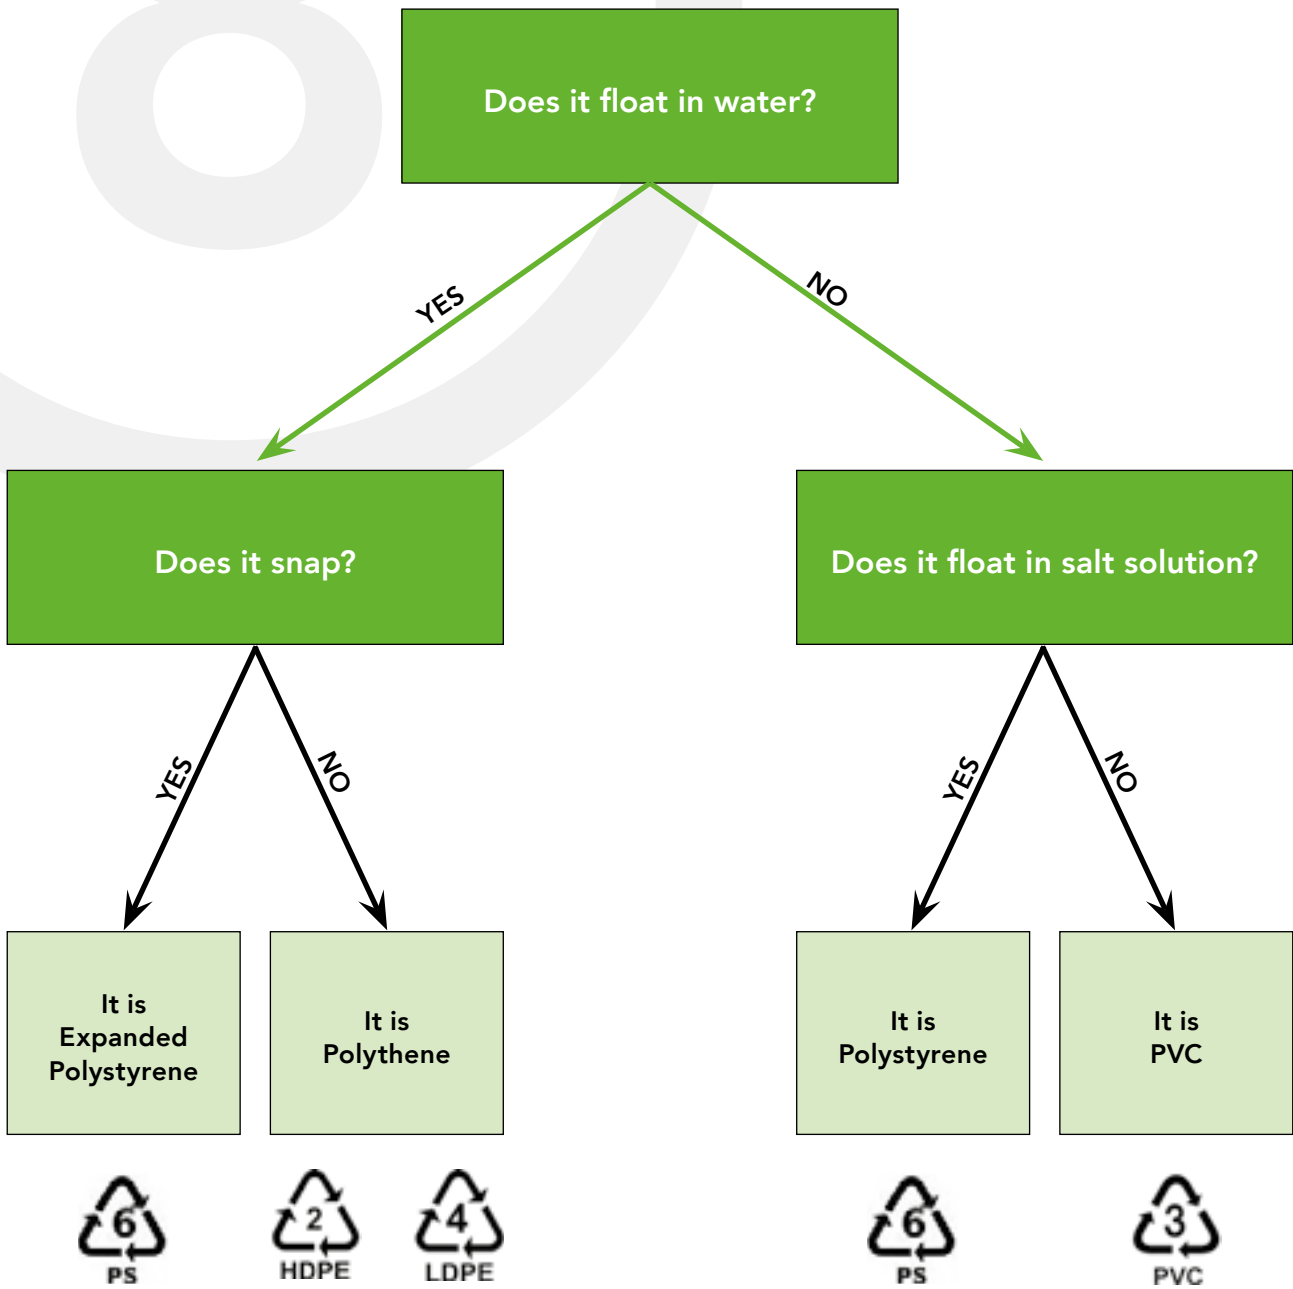 Does it float in water?
YES
NO
Does it snap?
Does it float in salt solution?
YES
NO
YES
NO
It is
Expanded
Polystyrene
It is
Polythene
It is
Polystyrene
It is
PVC
6
PS
2
HDPE
4
LDPE
6
PS
3
PVC